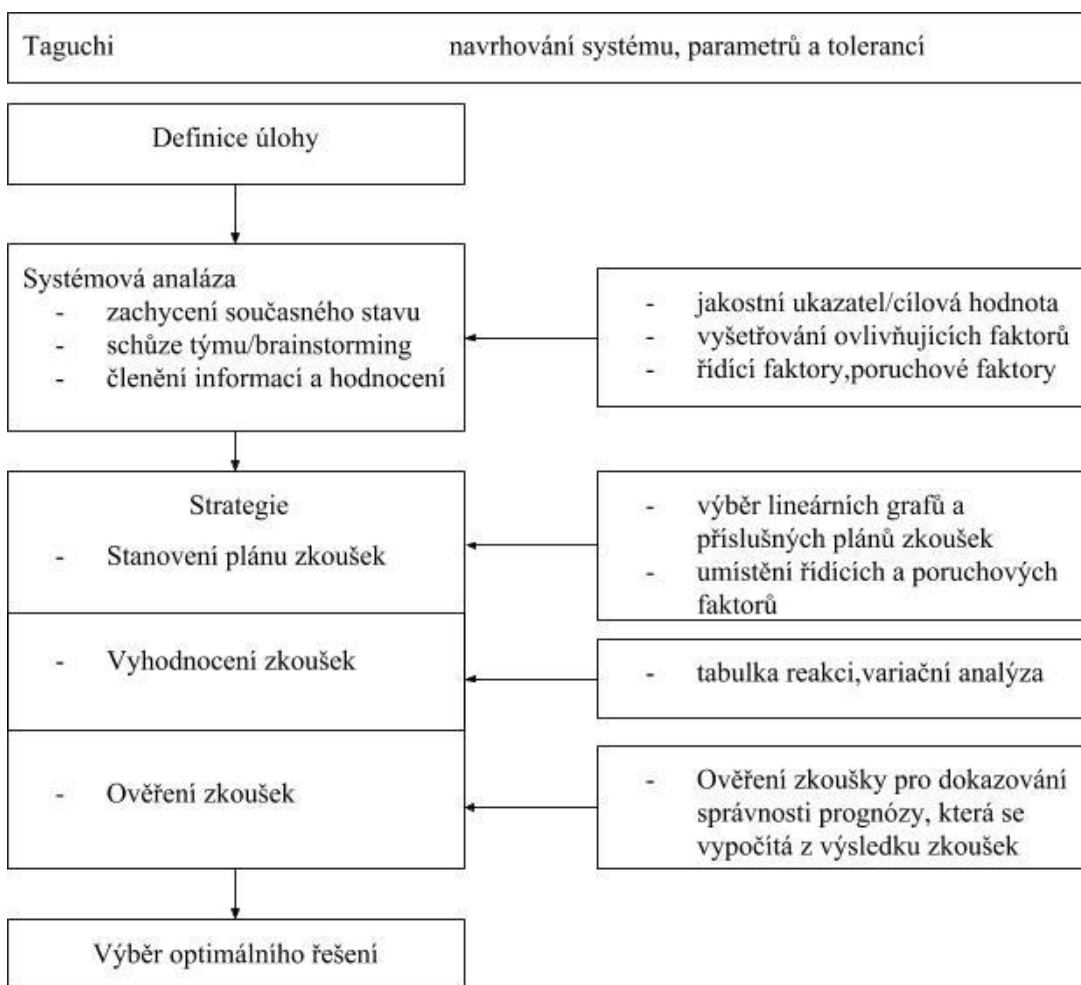 Taguchi navrhování systému, parametrů a tolerancí
Definice úlohy
Systémová analáza
- zachycení současného stavu
- schůze týmu/brainstorming
- členění informací a hodnocení
- jakostní ukazatel/cílová hodnota
- vyšetřování ovlivňujících faktorů
- řídící faktory,poruchové faktory
Strategie
- Stanovení plánu zkoušek
- výběr lineárních grafů a
příslušných plánů zkoušek
- umístění řídících a poruchových
faktorů
- Vyhodnocení zkoušek
- tabulka reakci,variační analýza
- Ověření zkoušek
- Ověření zkoušky pro dokazování
správnosti prognózy, která se
vypočítá z výsledku zkoušek
Výběr optimálního řešení